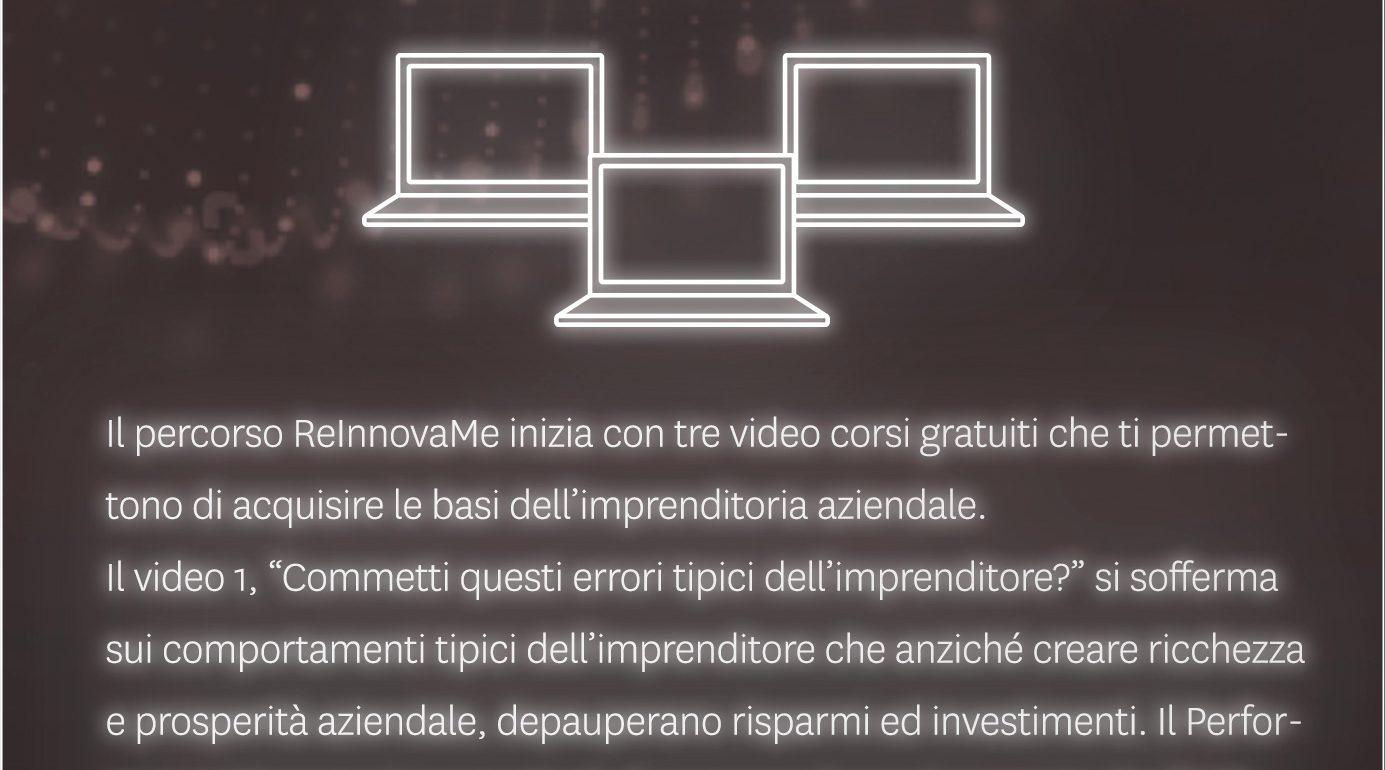 Il percorso ReInnovaMe inizia con tre video corsi gratuiti che ti permet-
tono di acquisire le basi dell’imprenditoria aziendale.
Il video 1, “Commetti questi errori tipici dell’imprenditore?” si sofferma
sui comportamenti tipici dell’imprenditore che anziché creare ricchezza
e prosperità aziendale, depauperano risparmi ed investimenti. Il Perfor-